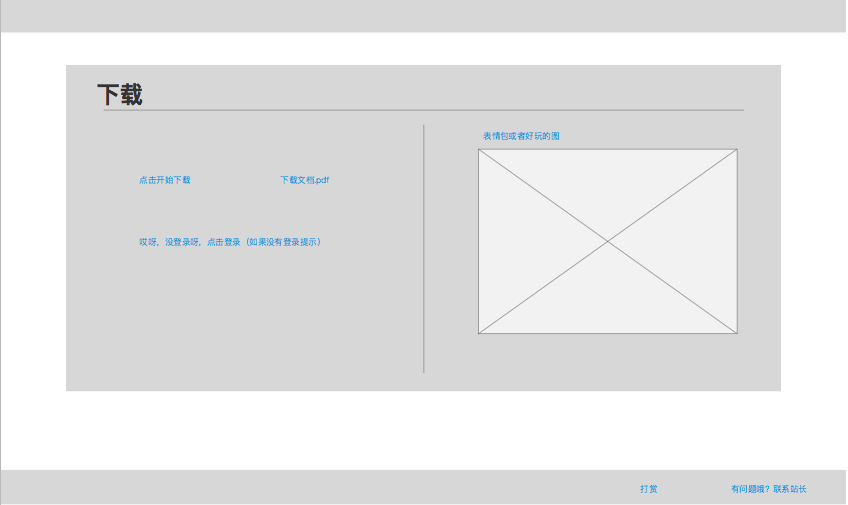 下载
表情包或者好玩的图
点击开始下载 下载文档.pdf
哎呀，没登录呀，点击登录（如果没有登录提示）
打赏 有问题哦？联系站长